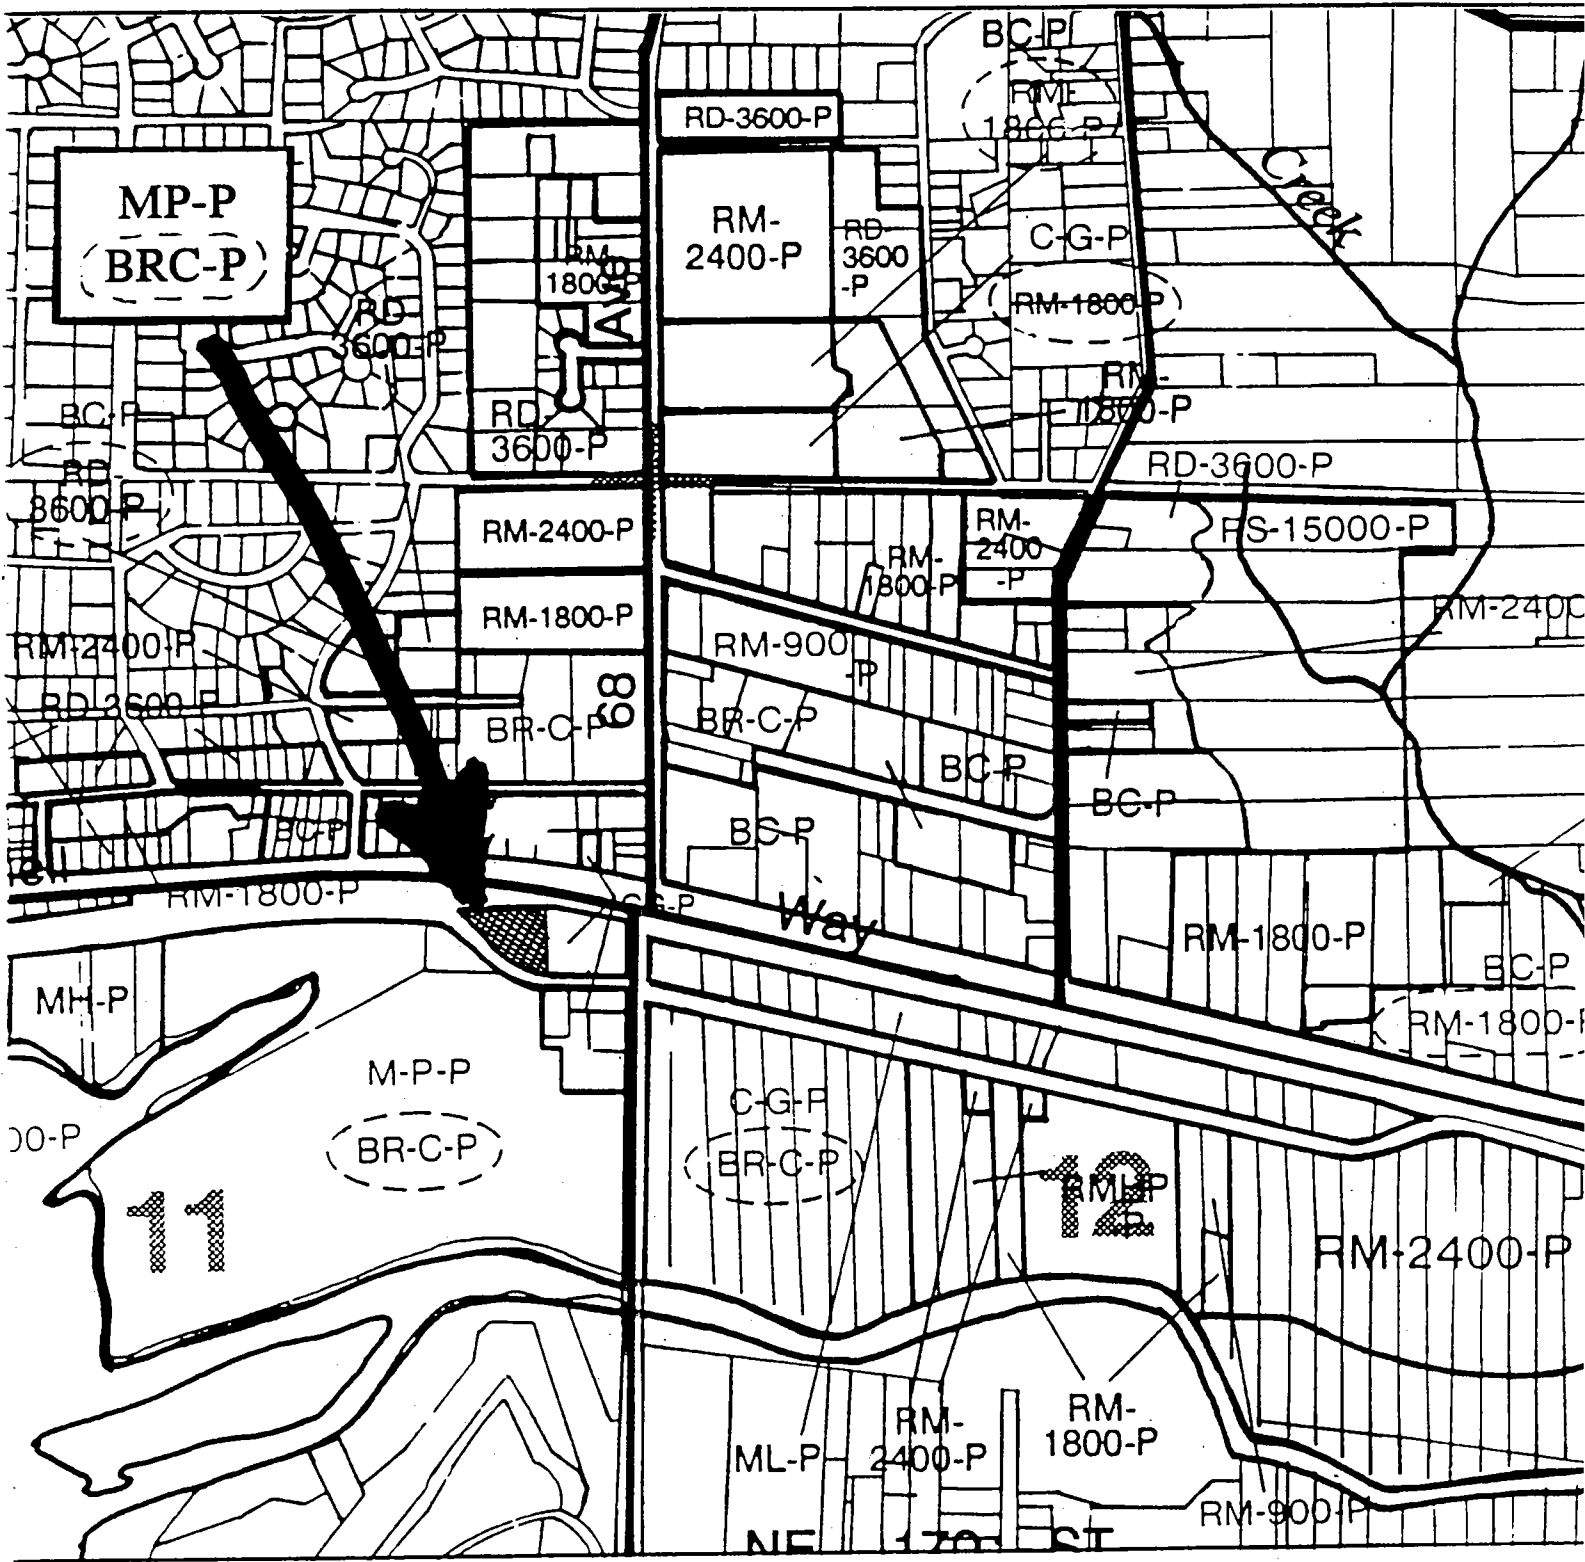 BC-P
RM-
1800-P
RD-3600-P
MP-P
BRC-P
RM-
2400-P
RD-
3600
-P
C-G-P
Creek
RM-
1800-P
Ave
RM-1800-P
RD
3600-P
RM-
1800-P
BC-P
RD
3600-P
RD-3600-P
RD
3600-P
RM-2400-P
RM-
1800-P
RM-
2400
-P
RS-15000-P
RM-1800-P
RM-2400
RM-2400-P
RM-900
-P
RD-3600-P
68
BR-C-P
BR-C-P
BC-P
BC-P
BC-P
BC-P
RM-1800-P
C-G-P
Way
RM-1800-P
BC-P
MH-P
RM-1800-P
M-P-P
BR-C-P
C-G-P
BR-C-P
00-P
11
12
RMHP
P
RM-2400-P
ML-P
RM-
2400-P
RM-
1800-P
RM-900-P
NE 170 ST